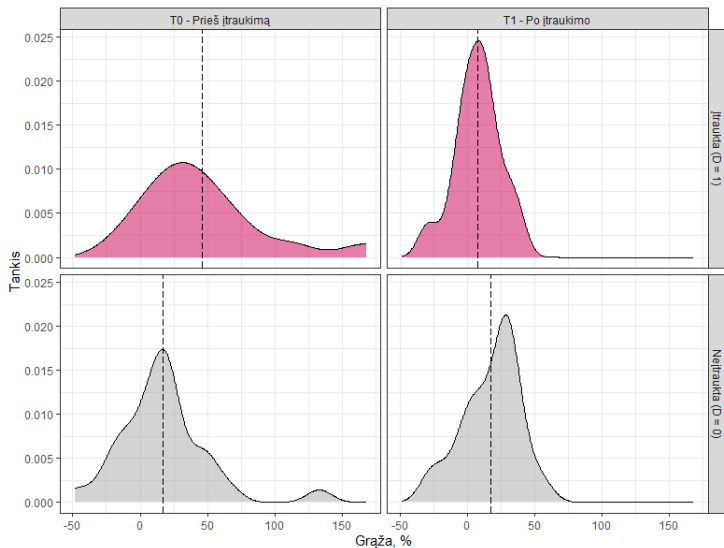 T0 - Prieš įtraukimą
T1 - Po įtraukimo
0.025
0.020
0.015
0.010
0.005
0.000
Įtraukta (D = 1)
Tankis
0.025
0.020
0.015
0.010
0.005
0.000
Neįtraukta (D = 0)
-50 0 50 100 150 -50 0 50 100 150
Grąža, %